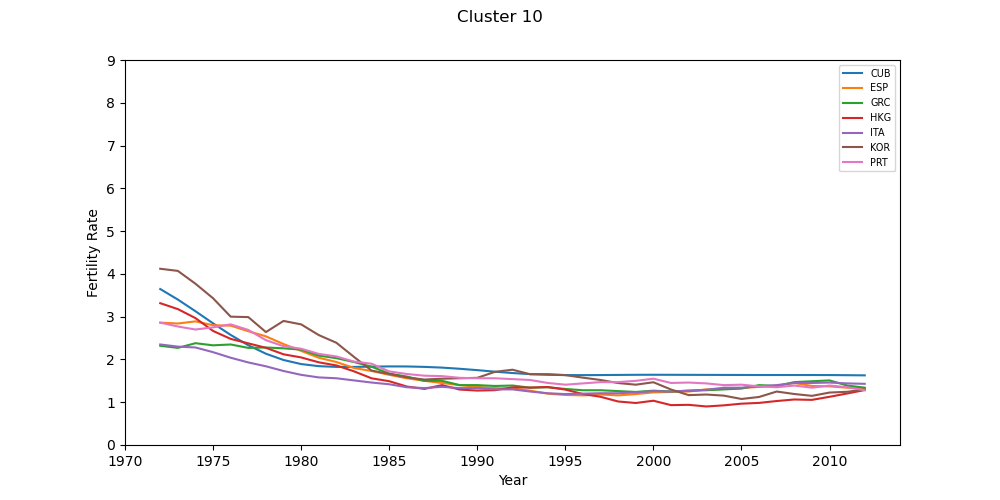 Cluster 10
9
8
7
6
5
4
3
2
1
0
Fertility Rate
1970 1975 1980 1985 1990 1995 2000 2005 2010
Year
CUB
ESP
GRC
HKG
ITA
KOR
PRT